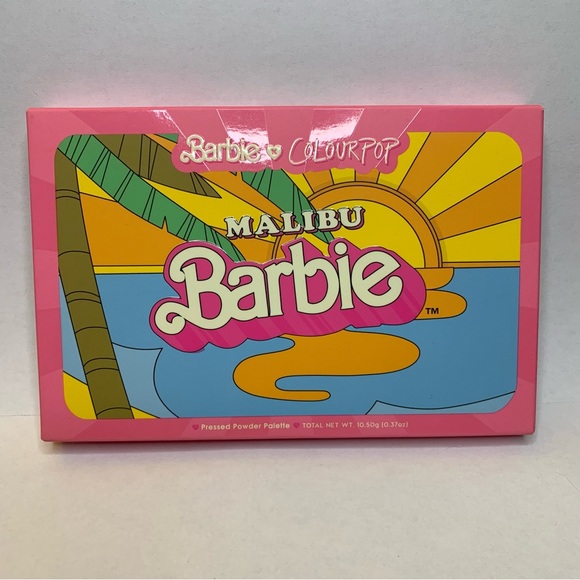 Barbie COLOURPOP
MALIBU
Barbie™
Pressed Powder Palette TOTAL NET WT. 10.50g (0.37oz)